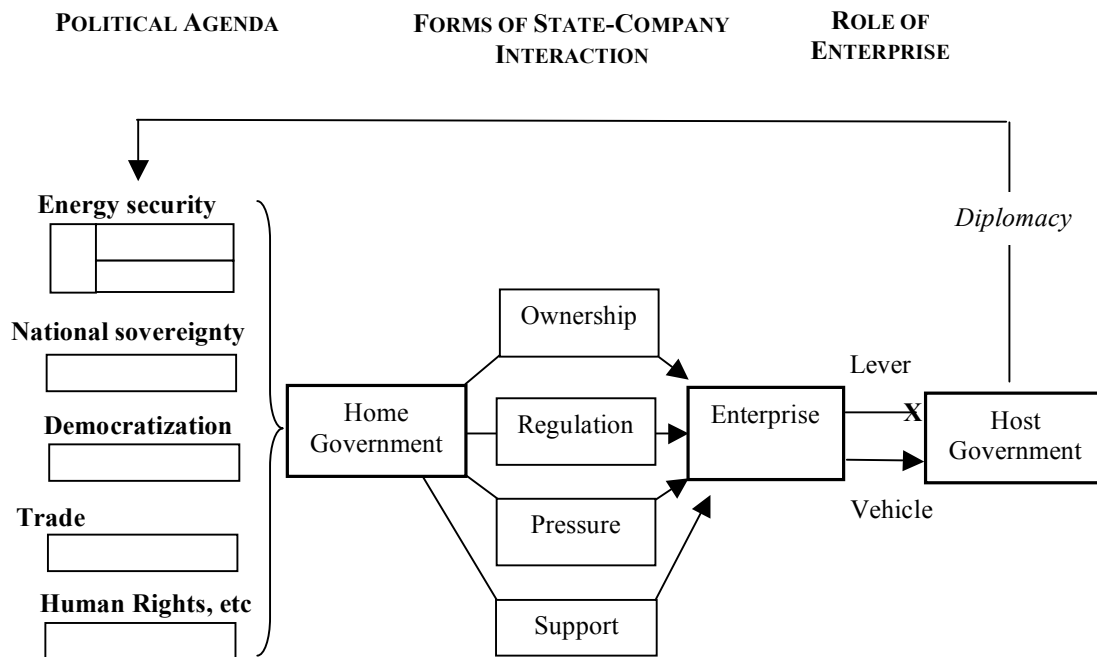 POLITICAL AGENDA
FORMS OF STATE-COMPANY
INTERACTION
ROLE OF
ENTERPRISE
Energy security
National sovereignty
Democratization
Trade
Human Rights, etc
Home
Government
Ownership
Regulation
Pressure
Support
Enterprise
Lever
X
Vehicle
Host
Government
Diplomacy